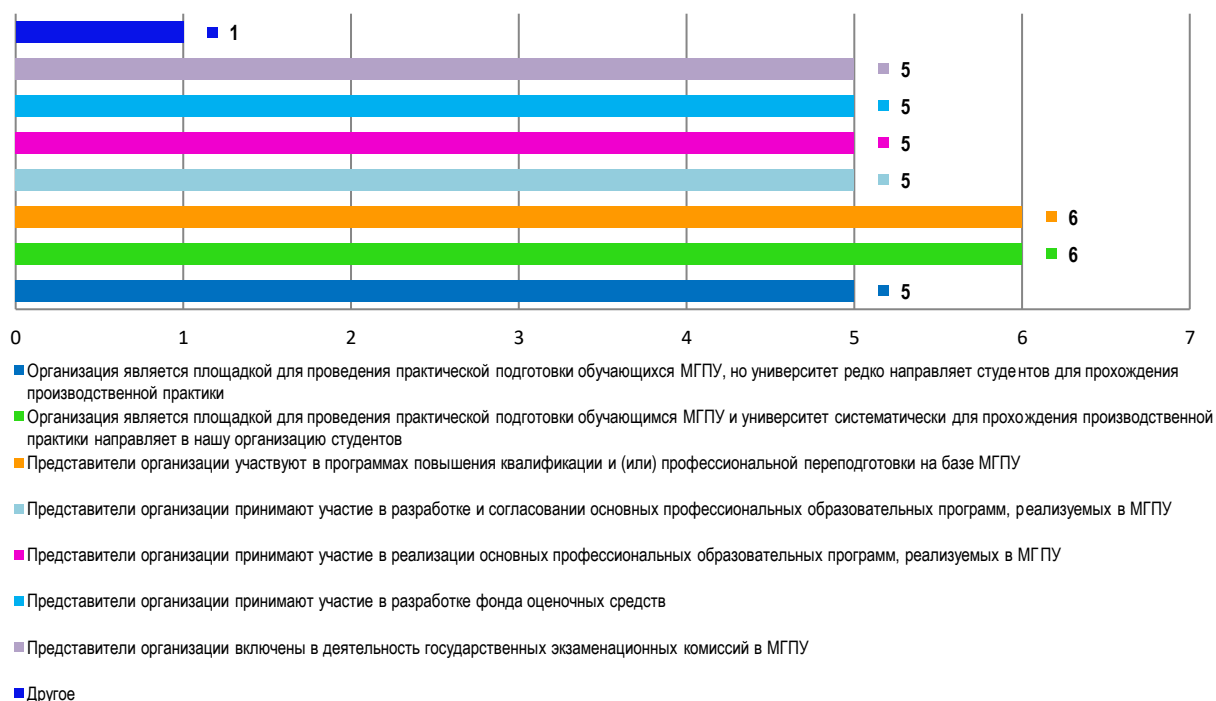 1
5
5
5
5
6
6
5
0 1 2 3 4 5 6 7
Организация является площадкой для проведения практической подготовки обучающихся МГПУ, но университет редко направляет студентов для прохождения
производственной практики
Организация является площадкой для проведения практической подготовки обучающимся МГПУ и университет систематически для прохождения производственной
практики направляет в нашу организацию студентов
Представители организации участвуют в программах повышения квалификации и (или) профессиональной переподготовки на базе МГПУ
Представители организации принимают участие в разработке и согласовании основных профессиональных образовательных программ, реализуемых в МГПУ
Представители организации принимают участие в реализации основных профессиональных образовательных программ, реализуемых в МГПУ
Представители организации принимают участие в разработке фонда оценочных средств
Представители организации включены в деятельность государственных экзаменационных комиссий в МГПУ
Другое